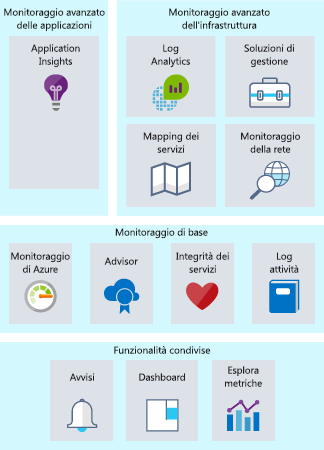 Monitoraggio avanzato
delle applicazioni
Application
Insights
Monitoraggio avanzato
dell'infrastruttura
Log
Analytics
Soluzioni di
gestione
Mapping dei
servizi
Monitoraggio
della rete
Monitoraggio di base
Monitoraggio
di Azure
Advisor
Integrità dei
servizi
Log
attività
Funzionalità condivise
Avvisi
Dashboard
Esplora
metriche